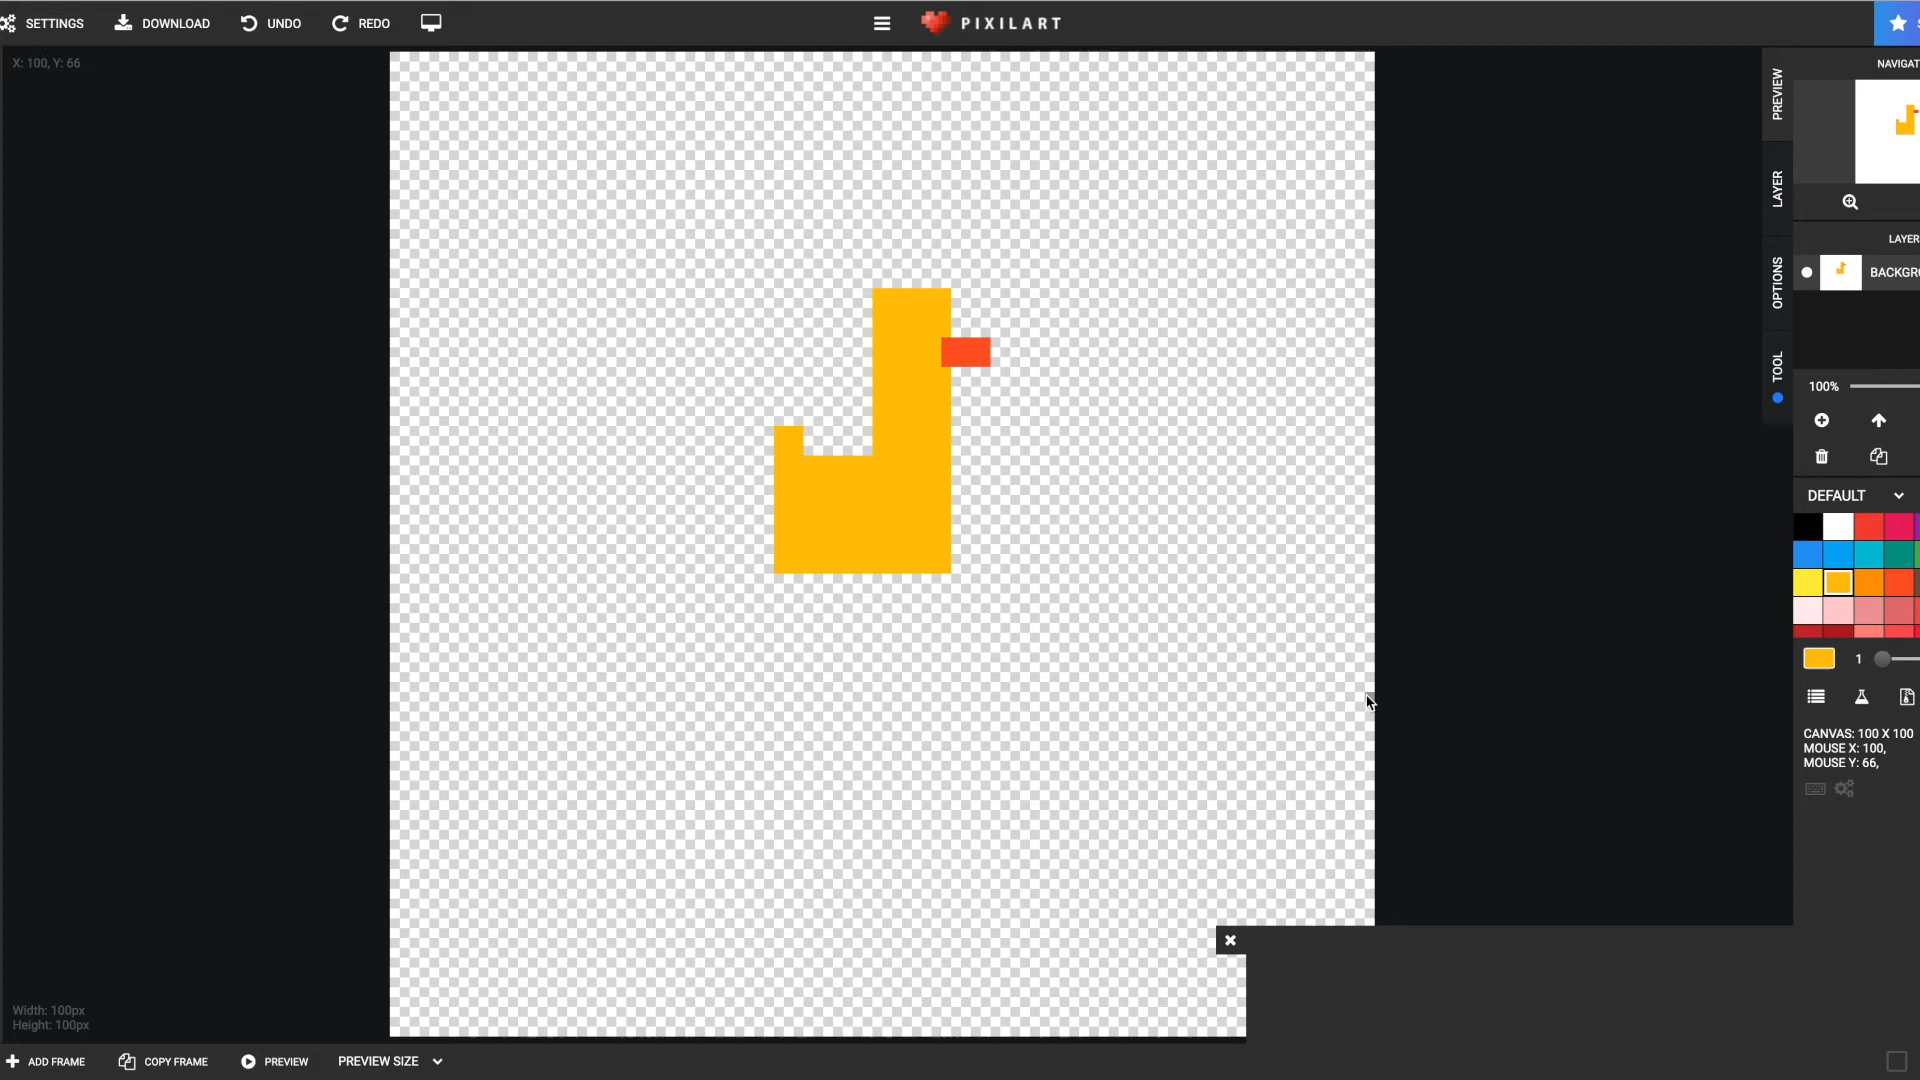 SETTINGS
DOWNLOAD
UNDO
REDO
PIXILART
X: 100, Y: 66
PREVIEW
LAYER
OPTIONS
TOOL
NAVIGAT
LAYER
BACKGR
100%
DEFAULT
1
CANVAS: 100 X 100
MOUSE X: 100,
MOUSE Y: 66,
Width: 100px
Height: 100px
ADD FRAME
COPY FRAME
PREVIEW
PREVIEW SIZE